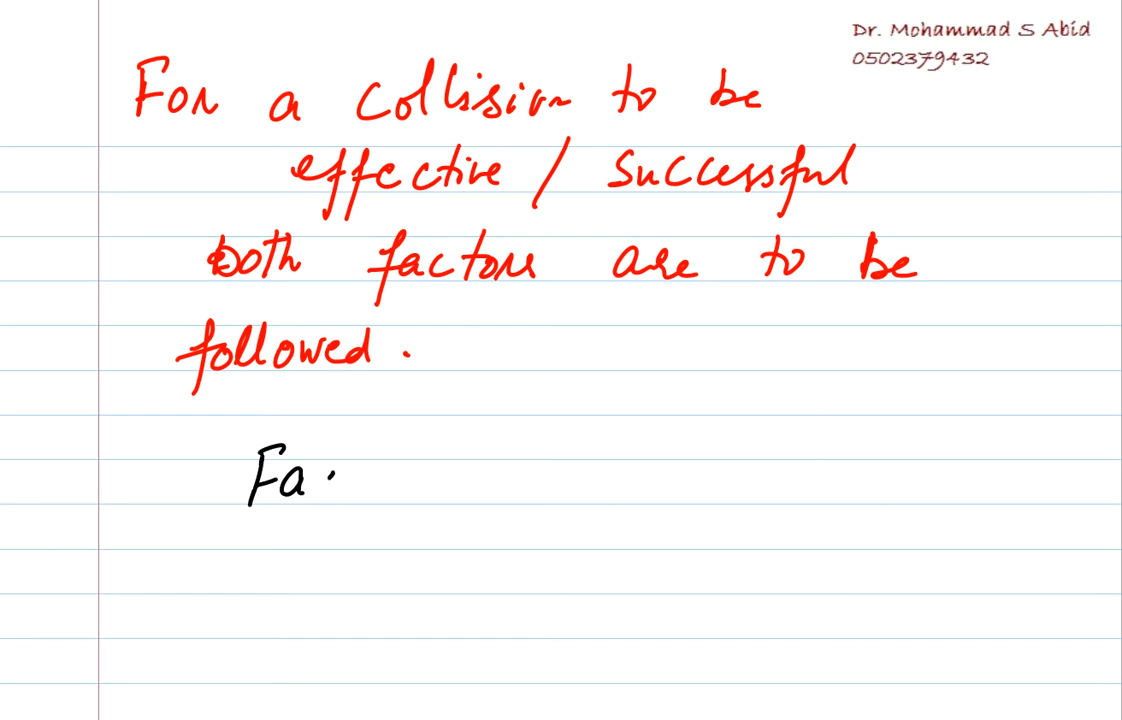 Dr. Mohammad S Abid
0502379432
For a collision to be
effective / successful
both factors are to be
followed.
Fa